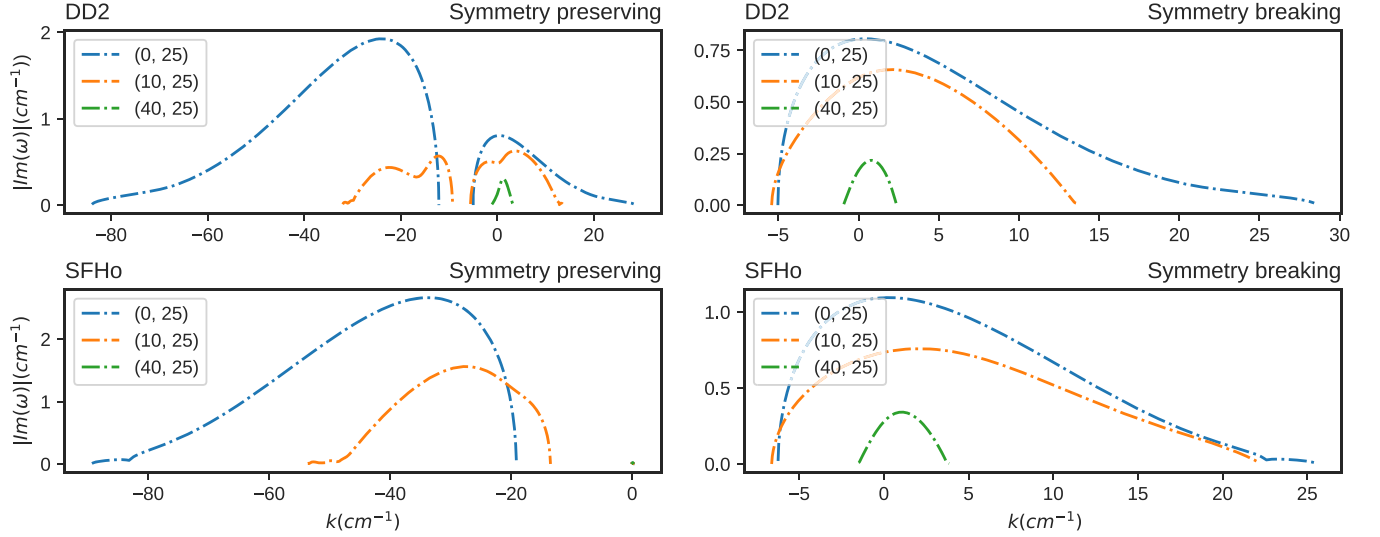 DD2 Symmetry preserving
|Im(ω)|(cm⁻¹))
2
1
0
(0, 25)
(10, 25)
(40, 25)
−80 −60 −40 −20 0 20
DD2 Symmetry breaking
0.75
0.50
0.25
0.00
(0, 25)
(10, 25)
(40, 25)
−5 0 5 10 15 20 25 30
SFHo Symmetry preserving
|Im(ω)|(cm⁻¹)
2
1
0
(0, 25)
(10, 25)
(40, 25)
−80 −60 −40 −20 0
k(cm⁻¹)
SFHo Symmetry breaking
1.0
0.5
0.0
(0, 25)
(10, 25)
(40, 25)
−5 0 5 10 15 20 25
k(cm⁻¹)